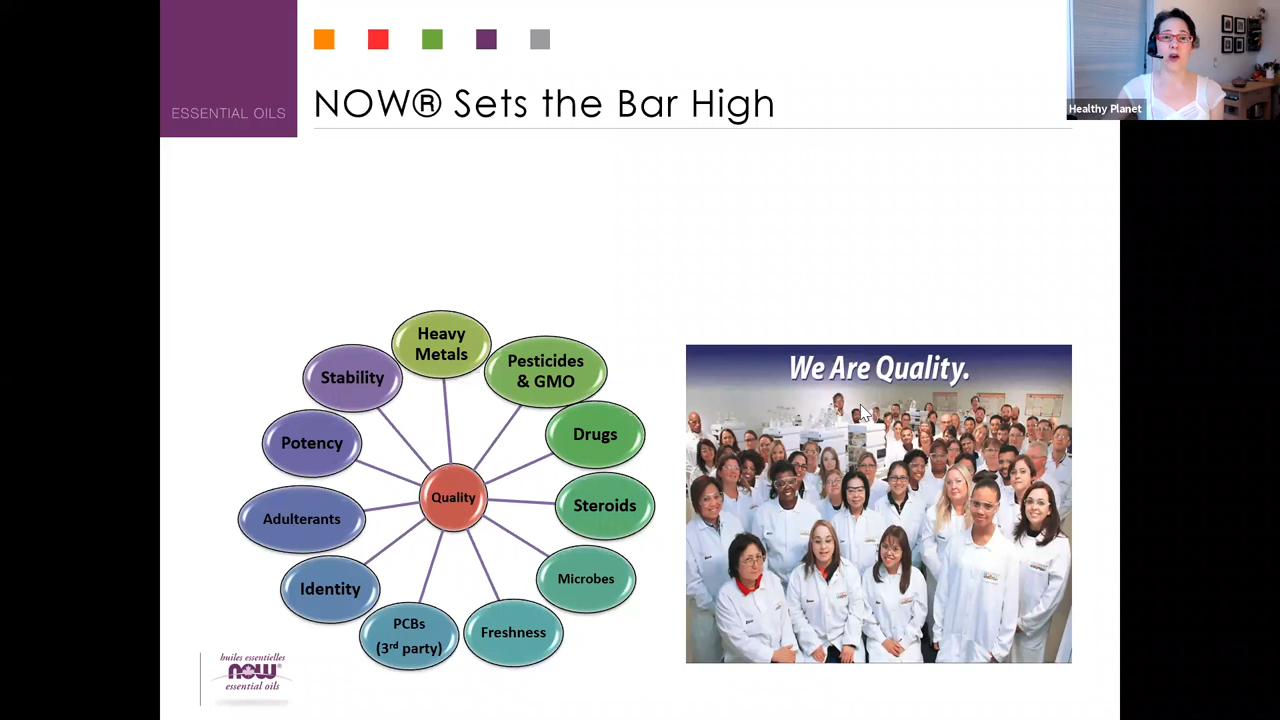 ESSENTIAL OILS
NOW® Sets the Bar High
Healthy Planet
Heavy
Metals
Pesticides
& GMO
Drugs
Steroids
Microbes
Freshness
PCBs
(3rd party)
Identity
Adulterants
Potency
Stability
Quality
We Are Quality.
huiles essentielles
NOW®
essential oils